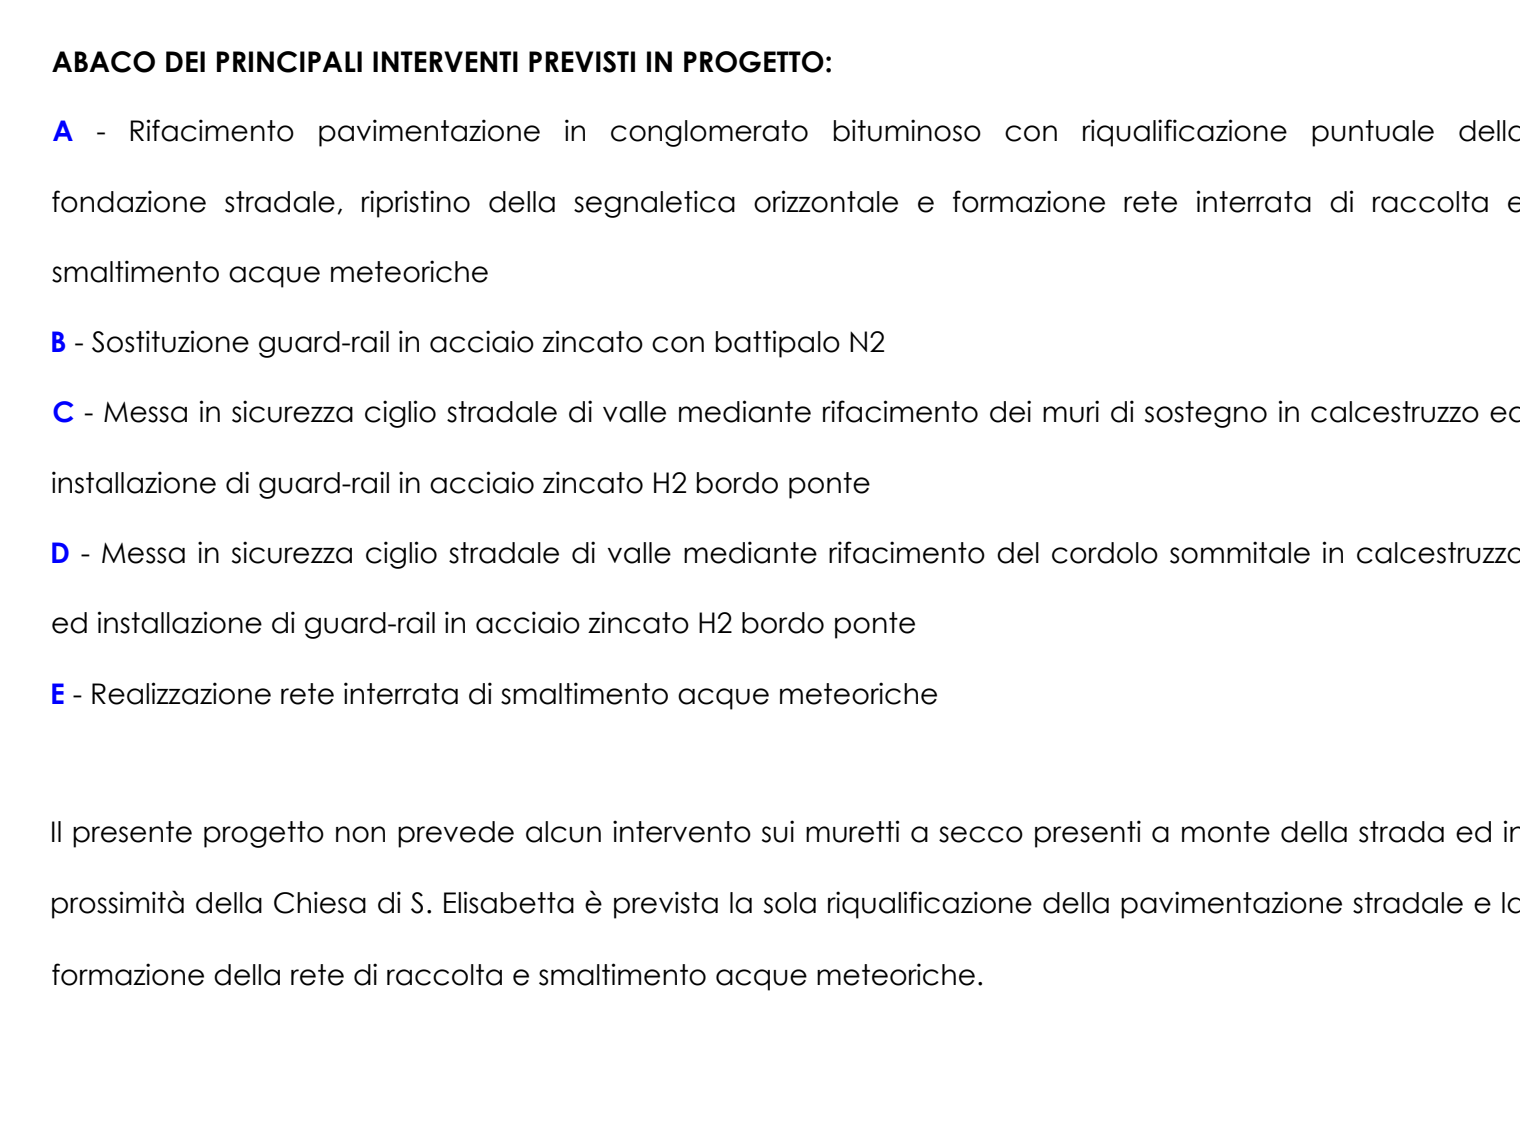 ABACO DEI PRINCIPALI INTERVENTI PREVISTI IN PROGETTO:
A - Rifacimento pavimentazione in conglomerato bituminoso con riqualificazione puntuale della
fondazione stradale, ripristino della segnaletica orizzontale e formazione rete interrata di raccolta e
smaltimento acque meteoriche
B - Sostituzione guard-rail in acciaio zincato con battipalo N2
C - Messa in sicurezza ciglio stradale di valle mediante rifacimento dei muri di sostegno in calcestruzzo ed
installazione di guard-rail in acciaio zincato H2 bordo ponte
D - Messa in sicurezza ciglio stradale di valle mediante rifacimento del cordolo sommitale in calcestruzzo
ed installazione di guard-rail in acciaio zincato H2 bordo ponte
E - Realizzazione rete interrata di smaltimento acque meteoriche
Il presente progetto non prevede alcun intervento sui muretti a secco presenti a monte della strada ed in
prossimità della Chiesa di S. Elisabetta è prevista la sola riqualificazione della pavimentazione stradale e la
formazione della rete di raccolta e smaltimento acque meteoriche.